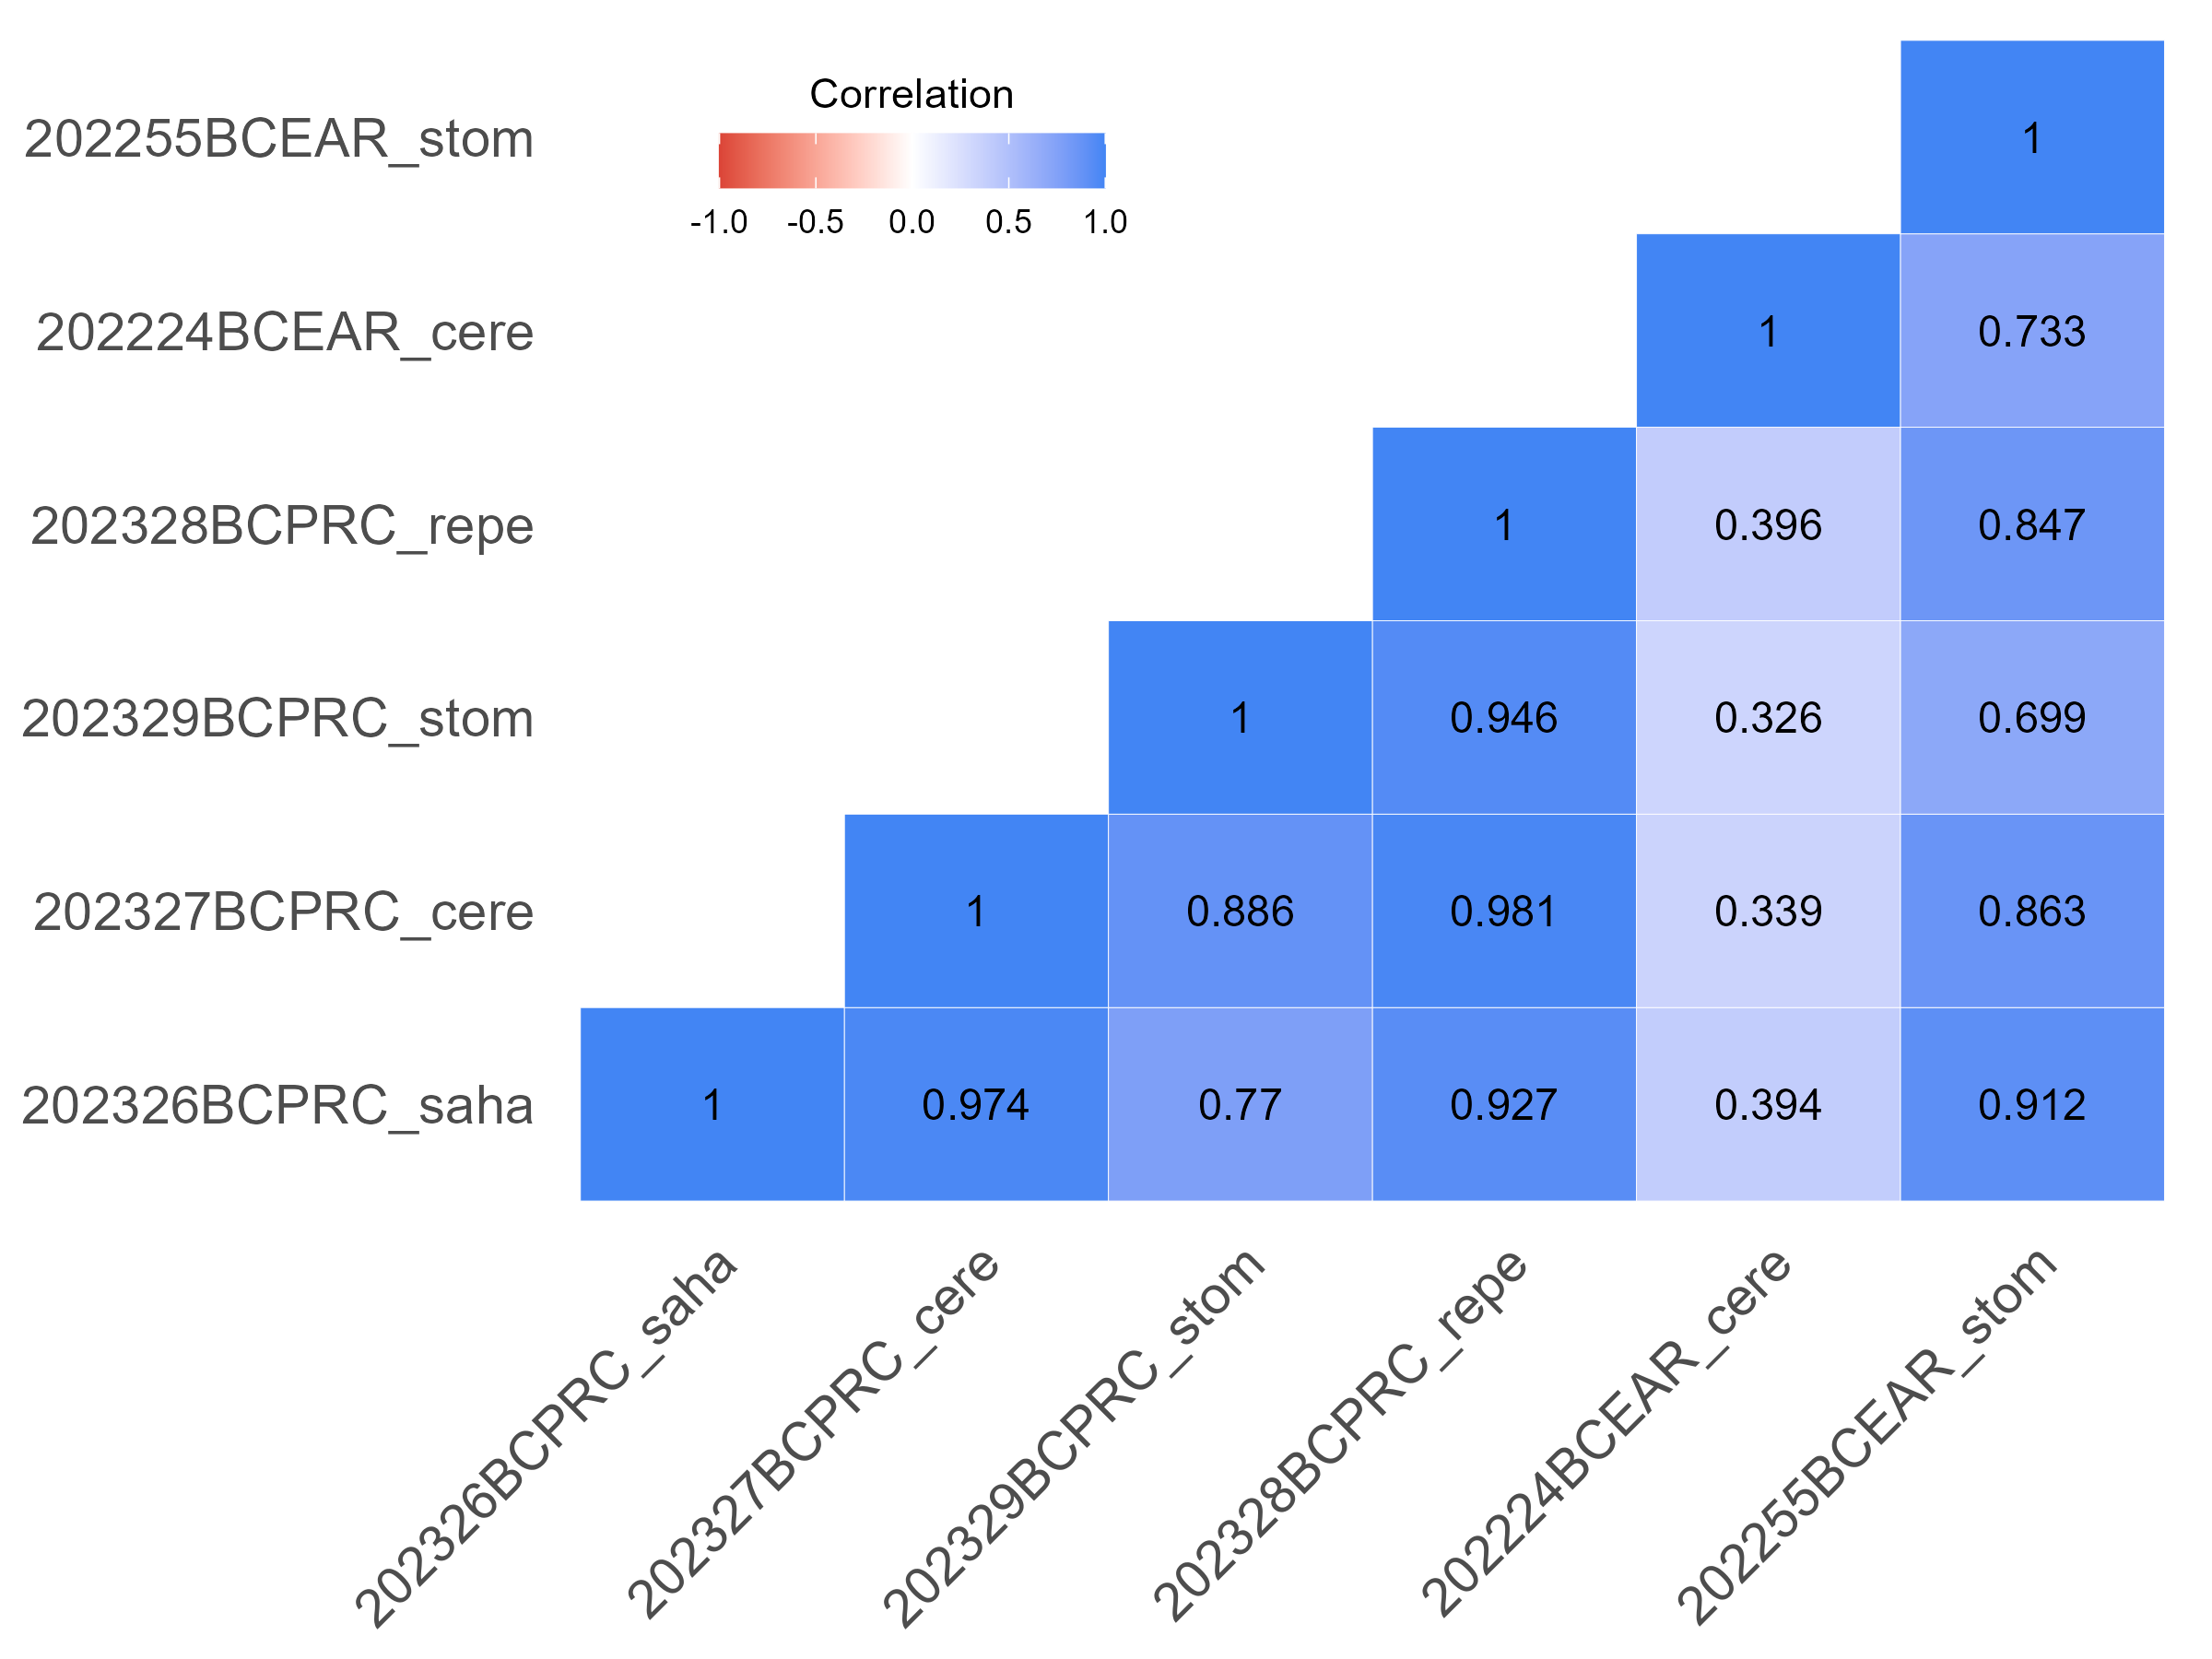 Correlation
-1.0 -0.5 0.0 0.5 1.0
202255BCEAR_stom 1
202224BCEAR_cere 1 0.733
202328BCPRC_repe 1 0.396 0.847
202329BCPRC_stom 1 0.946 0.326 0.699
202327BCPRC_cere 1 0.886 0.981 0.339 0.863
202326BCPRC_saha 1 0.974 0.77 0.927 0.394 0.912
202326BCPRC_saha
202327BCPRC_cere
202329BCPRC_stom
202328BCPRC_repe
202224BCEAR_cere
202255BCEAR_stom